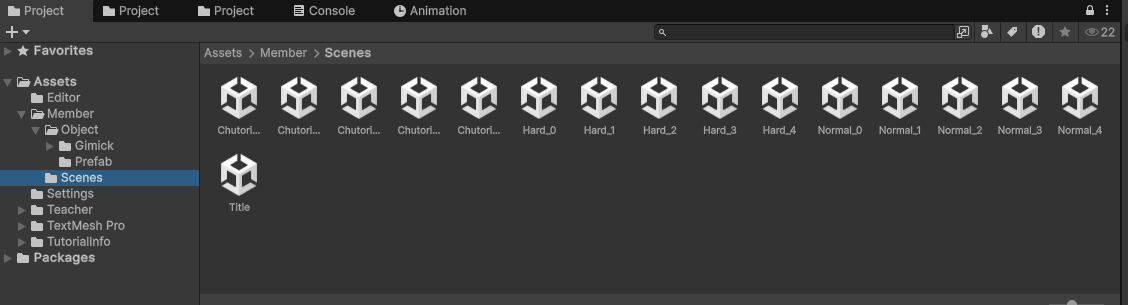 Project Project Project Console Animation
22
Favorites
Assets > Member > Scenes
Assets
Editor
Member
Object
Gimick
Prefab
Scenes
Settings
Teacher
TextMesh Pro
TutorialInfo
Packages
Chutori... Chutori... Chutori... Chutori... Chutori... Hard_0 Hard_1 Hard_2 Hard_3 Hard_4 Normal_0 Normal_1 Normal_2 Normal_3 Normal_4
Title